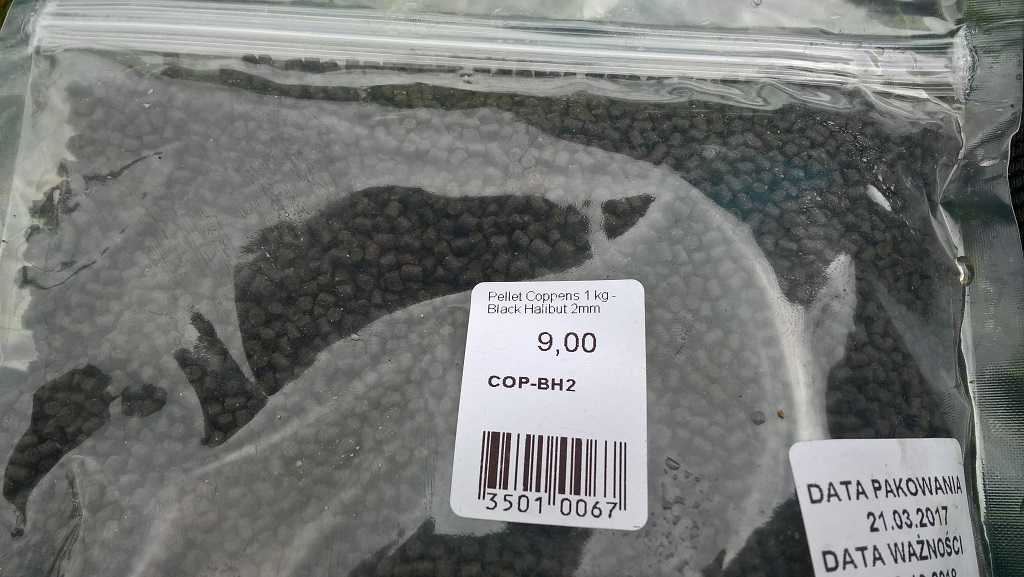 Pellet Coppens 1 kg -
Black Halibut 2mm
9,00
COP-BH2
3501 0067
DATA PAKOWANIA
21.03.2017
DATA WAŻNOŚCI